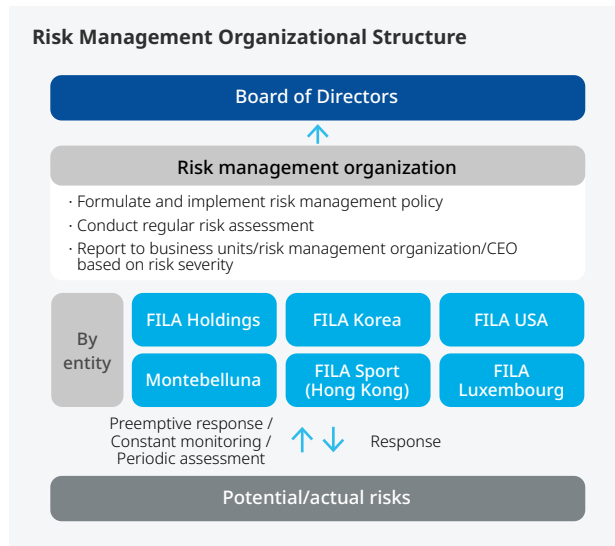 Risk Management Organizational Structure
Board of Directors
Risk management organization
· Formulate and implement risk management policy
· Conduct regular risk assessment
· Report to business units/risk management organization/CEO
based on risk severity
By
entity
FILA Holdings
FILA Korea
FILA USA
Montebelluna
FILA Sport
(Hong Kong)
FILA
Luxembourg
Preemptive response /
Constant monitoring /
Periodic assessment
Response
Potential/actual risks